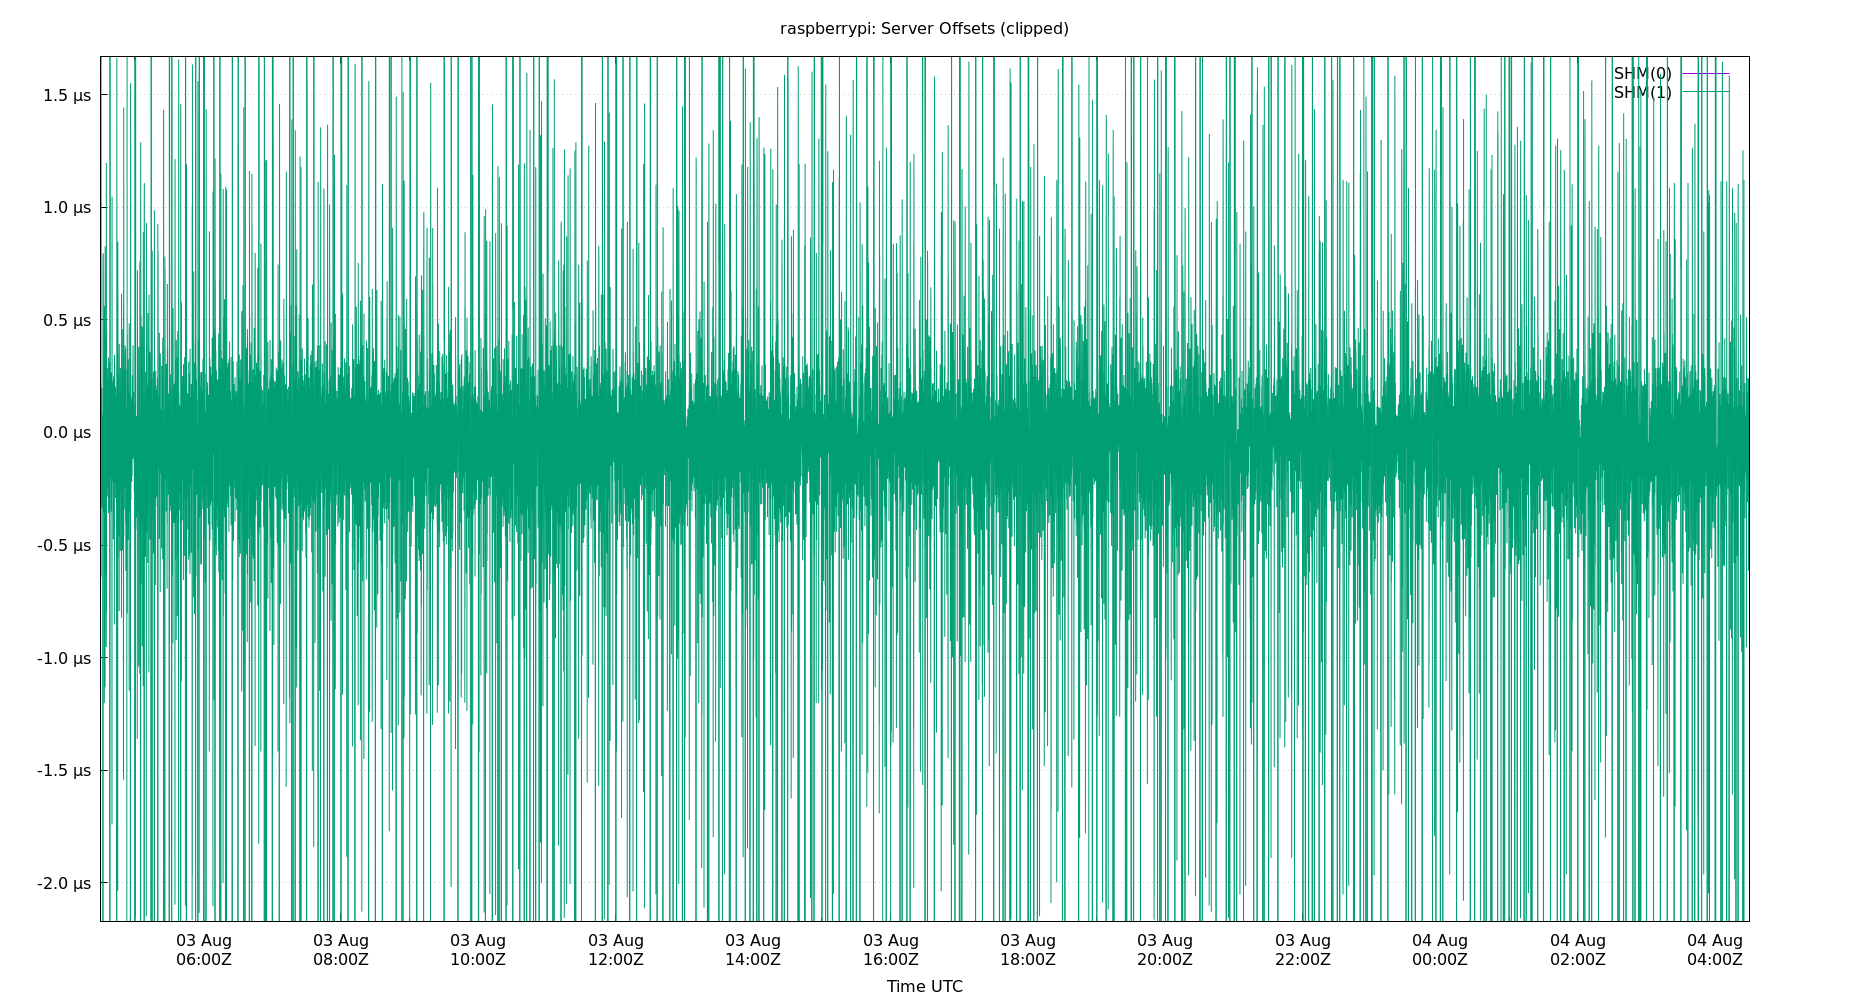 raspberrypi: Server Offsets (clipped)
SHM(0)
SHM(1)
1.5 µs
1.0 µs
0.5 µs
0.0 µs
-0.5 µs
-1.0 µs
-1.5 µs
-2.0 µs
03 Aug 03 Aug 03 Aug 03 Aug 03 Aug 03 Aug 03 Aug 03 Aug 03 Aug 04 Aug 04 Aug 04 Aug
06:00Z 08:00Z 10:00Z 12:00Z 14:00Z 16:00Z 18:00Z 20:00Z 22:00Z 00:00Z 02:00Z 04:00Z
Time UTC